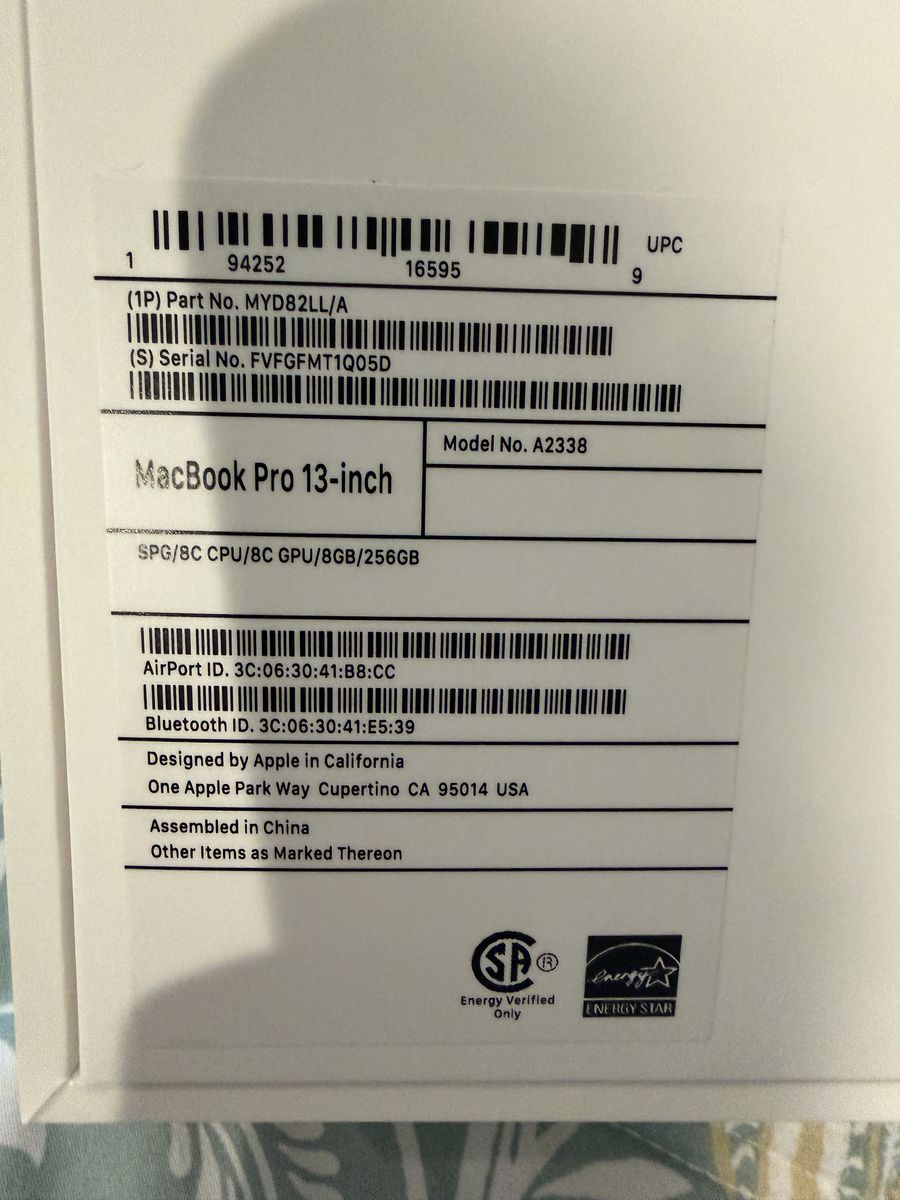 UPC
1 94252 16595 9
(1P) Part No. MYD82LL/A
(S) Serial No. FVFGFMT1Q05D
MacBook Pro 13-inch
Model No. A2338
SPG/8C CPU/8C GPU/8GB/256GB
AirPort ID. 3C:06:30:41:B8:CC
Bluetooth ID. 3C:06:30:41:E5:39
Designed by Apple in California
One Apple Park Way Cupertino CA 95014 USA
Assembled in China
Other Items as Marked Thereon
SA ®
Energy Verified
Only
energy
ENERGY STAR